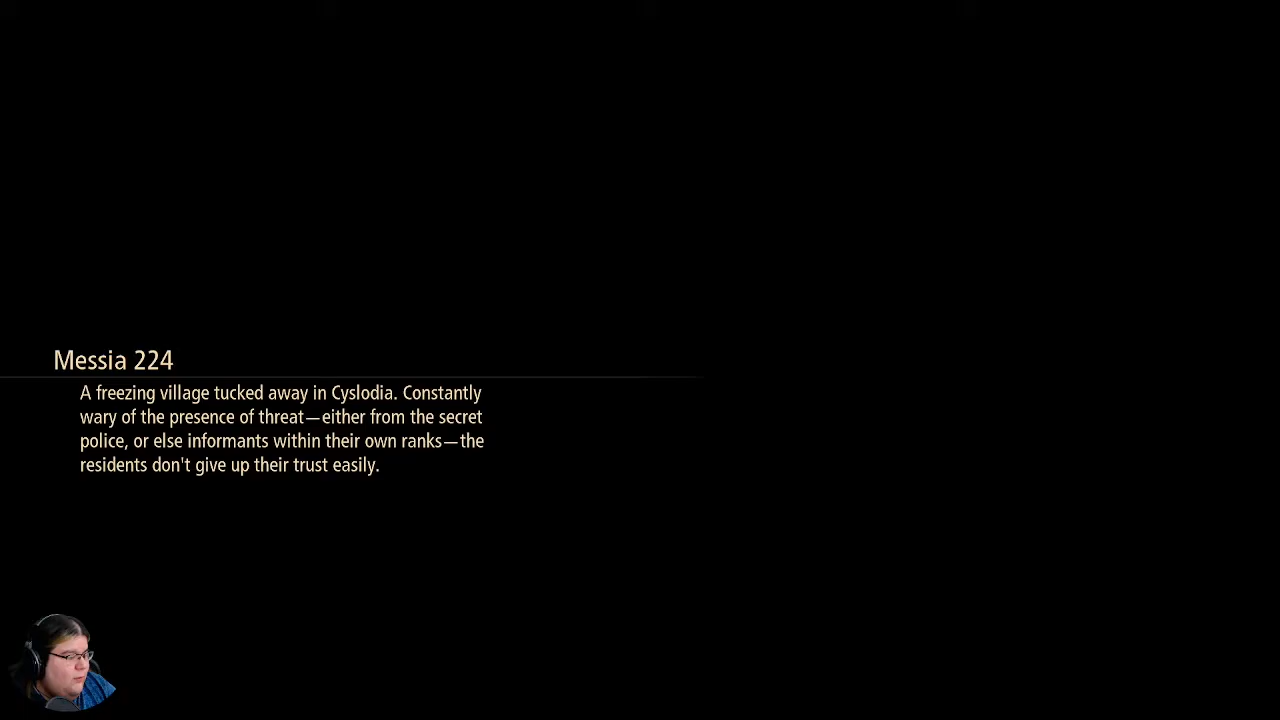 Messia 224
A freezing village tucked away in Cyslodia. Constantly
wary of the presence of threat—either from the secret
police, or else informants within their own ranks—the
residents don't give up their trust easily.